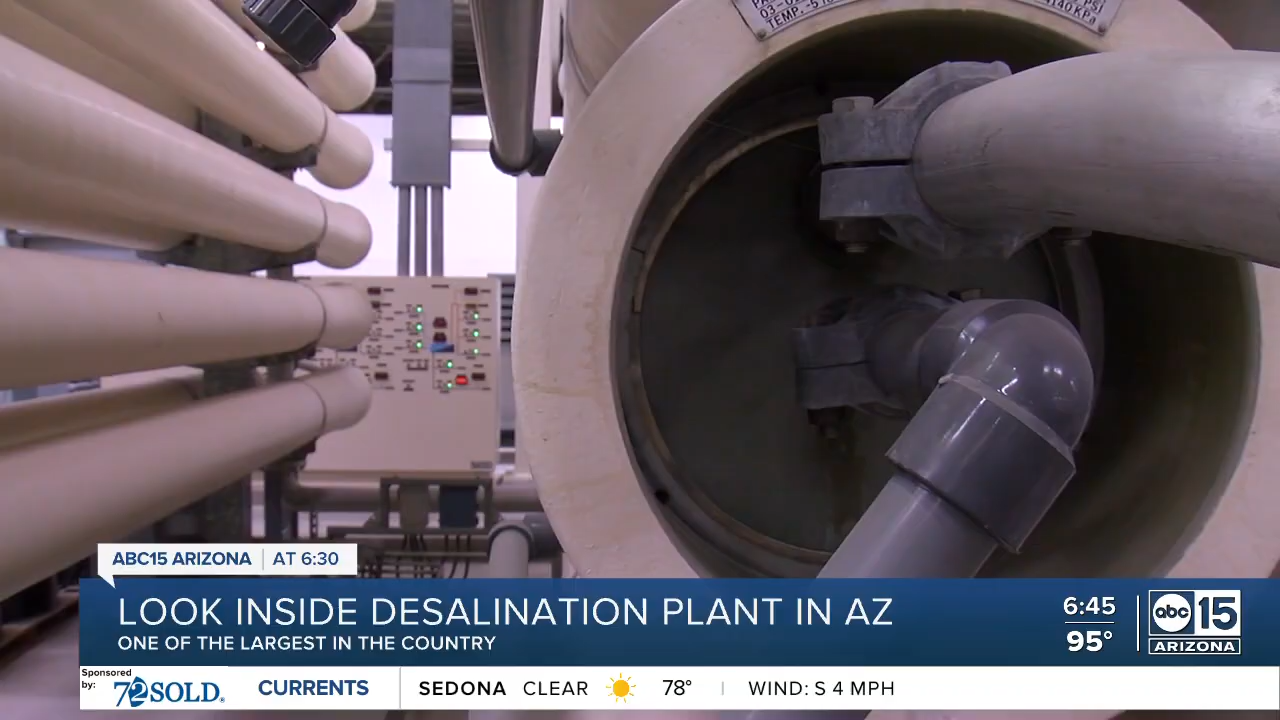 TEMP.
ABC15 ARIZONA | AT 6:30
LOOK INSIDE DESALINATION PLANT IN AZ
ONE OF THE LARGEST IN THE COUNTRY
6:45
95°
abc 15
ARIZONA
Sponsored
by:
72SOLD.
CURRENTS
SEDONA CLEAR 78° | WIND: S 4 MPH